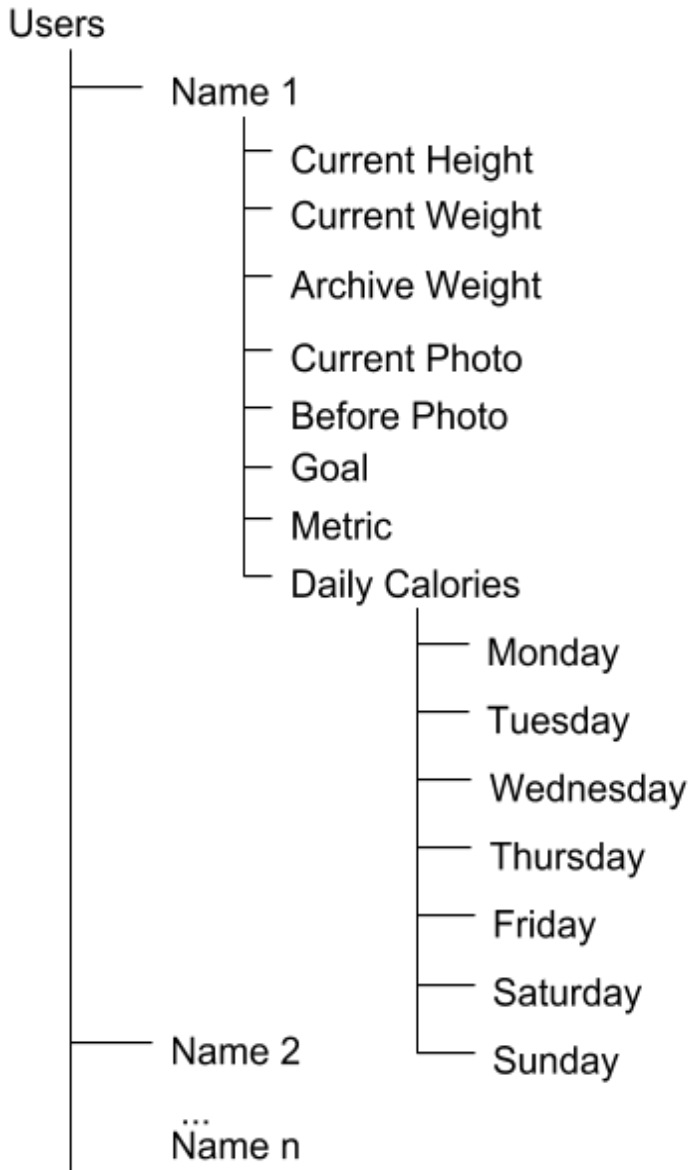 Users
Name 1
Current Height
Current Weight
Archive Weight
Current Photo
Before Photo
Goal
Metric
Daily Calories
Monday
Tuesday
Wednesday
Thursday
Friday
Saturday
Sunday
Name 2
...
Name n